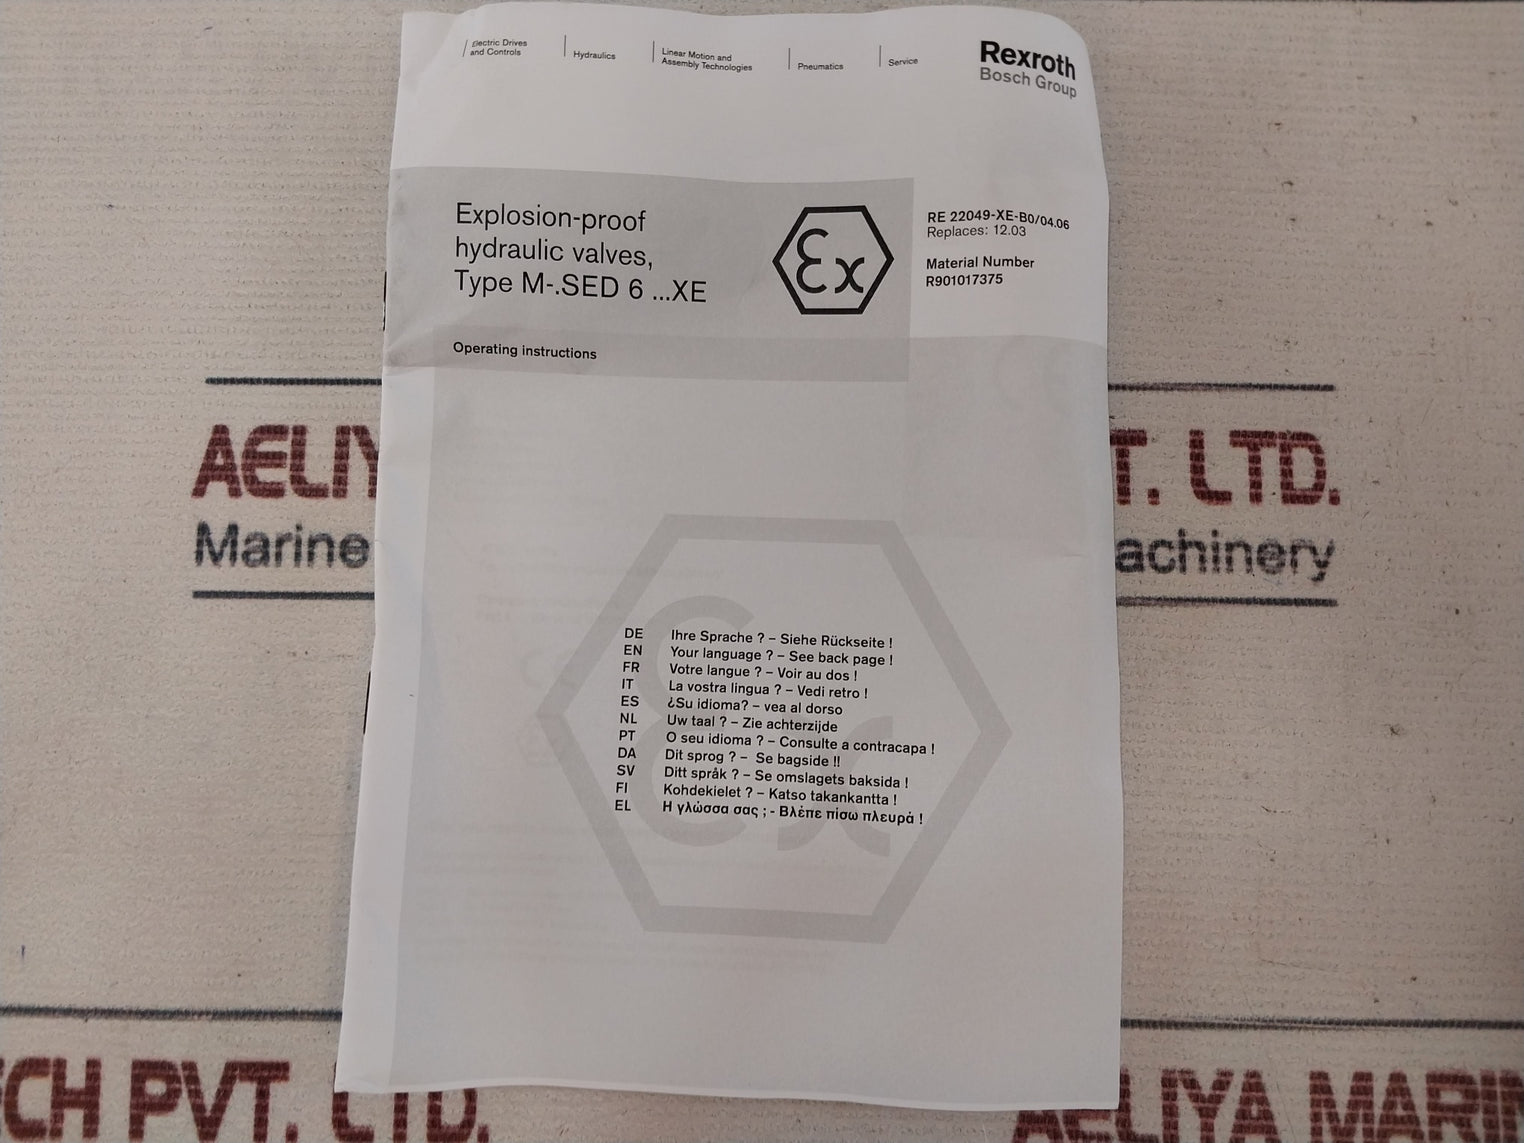 Electric Drives
and Controls
Hydraulics
Linear Motion and
Assembly Technologies
Pneumatics
Service
Rexroth
Bosch Group
Explosion-proof
hydraulic valves,
Type M-.SED 6 ...XE
Ex
RE 22049-XE-B0/04.06
Replaces: 12.03
Material Number
R901017375
Operating instructions
AELIY T. LTD.
Marine achinery
Ex
DE Ihre Sprache ? – Siehe Rückseite !
EN Your language ? – See back page !
FR Votre langue ? – Voir au dos !
IT La vostra lingua ? – Vedi retro !
ES ¿Su idioma? – vea al dorso
NL Uw taal ? – Zie achterzijde
PT O seu idioma ? – Consulte a contracapa !
DA Dit sprog ? – Se bagside !!
SV Ditt språk ? – Se omslagets baksida !
FI Kohdekielet ? – Katso takankantta !
EL Η γλώσσα σας ; - Βλέπε πίσω πλευρά !
CH PVT. LTD. AELIYA MARIN